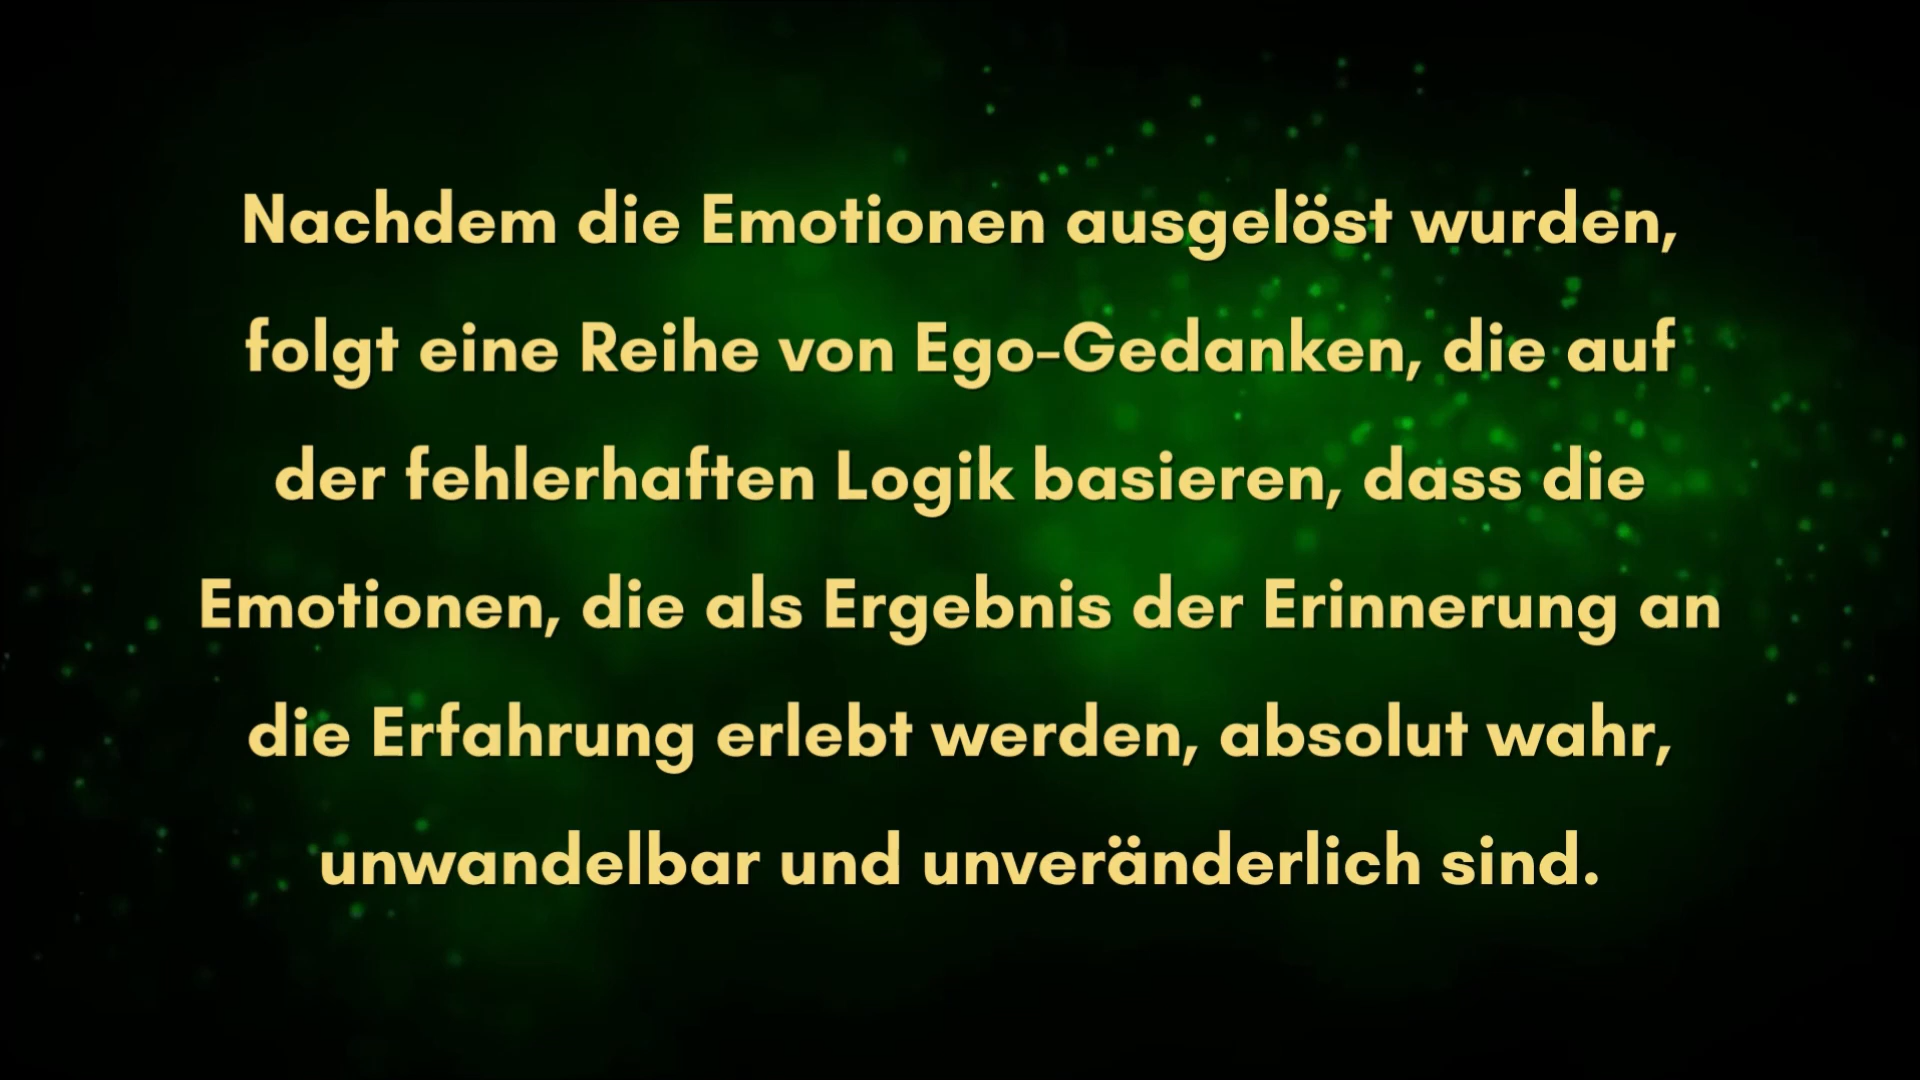 Nachdem die Emotionen ausgelöst wurden,
folgt eine Reihe von Ego-Gedanken, die auf
der fehlerhaften Logik basieren, dass die
Emotionen, die als Ergebnis der Erinnerung an
die Erfahrung erlebt werden, absolut wahr,
unwandelbar und unveränderlich sind.